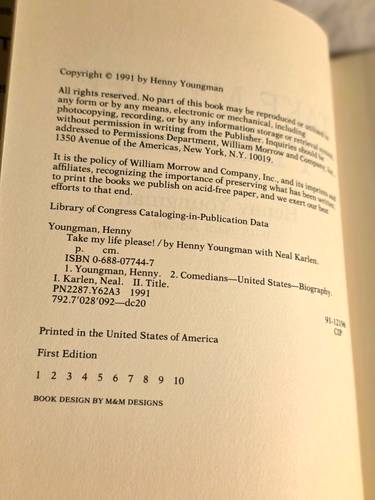 Copyright © 1991 by Henny Youngman
All rights reserved. No part of this book may be reproduced or utilized in
any form or by any means, electronic or mechanical, including
photocopying, recording, or by any information storage or retrieval system,
without permission in writing from the Publisher. Inquiries should be
addressed to Permissions Department, William Morrow and Company, Inc.,
1350 Avenue of the Americas, New York, N.Y. 10019.
It is the policy of William Morrow and Company, Inc., and its imprints and
affiliates, recognizing the importance of preserving what has been written,
to print the books we publish on acid-free paper, and we exert our best
efforts to that end.
Library of Congress Cataloging-in-Publication Data
Youngman, Henny
Take my life please! / by Henny Youngman with Neal Karlen.
p. cm.
ISBN 0-688-07744-7
1. Youngman, Henny. 2. Comedians—United States—Biography.
I. Karlen, Neal. II. Title.
PN2287.Y62A3 1991
792.7'028'092—dc20
CIP
Printed in the United States of America
First Edition
1 2 3 4 5 6 7 8 9 10
BOOK DESIGN BY M&M DESIGNS